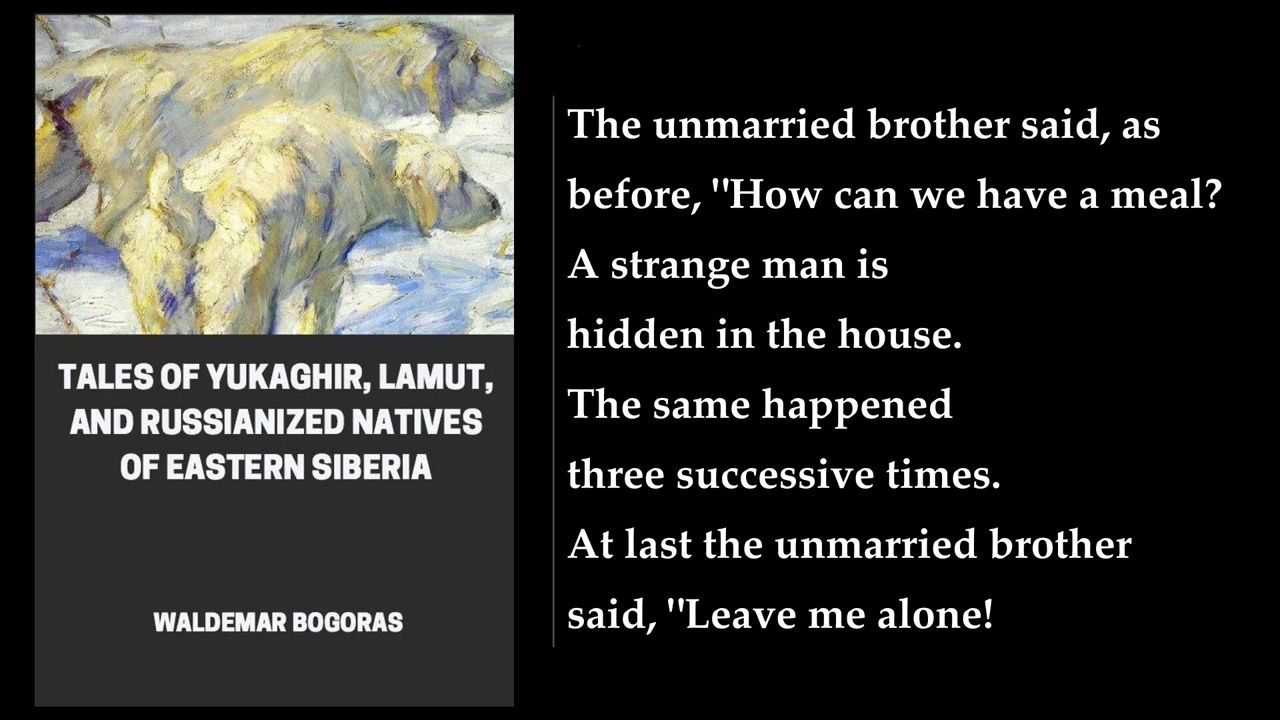 TALES OF YUKAGHIR, LAMUT,
AND RUSSIANIZED NATIVES
OF EASTERN SIBERIA
WALDEMAR BOGORAS
The unmarried brother said, as
before, "How can we have a meal?
A strange man is
hidden in the house.
The same happened
three successive times.
At last the unmarried brother
said, "Leave me alone!